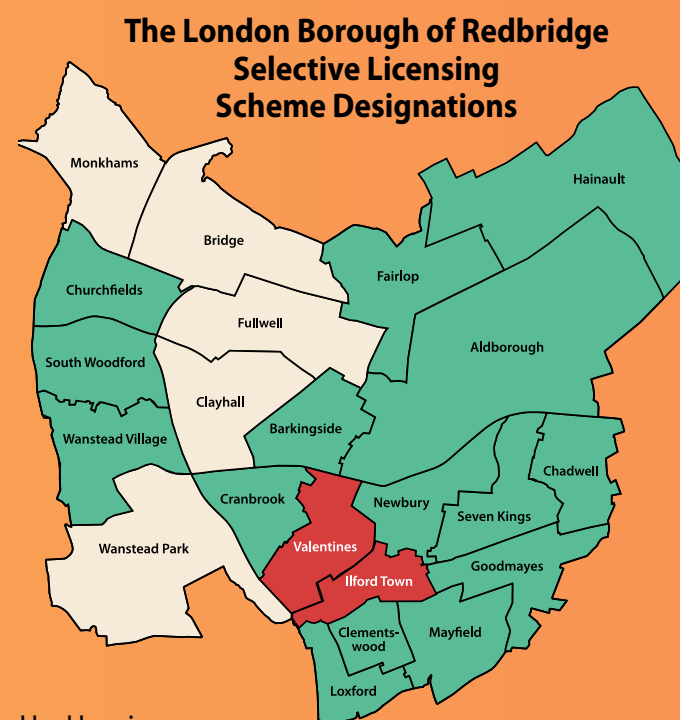 The London Borough of Redbridge
Selective Licensing
Scheme Designations
Monkhams
Hainault
Bridge
Fairlop
Churchfields
Fullwell
Aldborough
South Woodford
Clayhall
Barkingside
Wanstead Village
Chadwell
Cranbrook
Newbury
Seven Kings
Wanstead Park
Valentines
Goodmayes
Ilford Town
Clements-
wood
Mayfield
Loxford